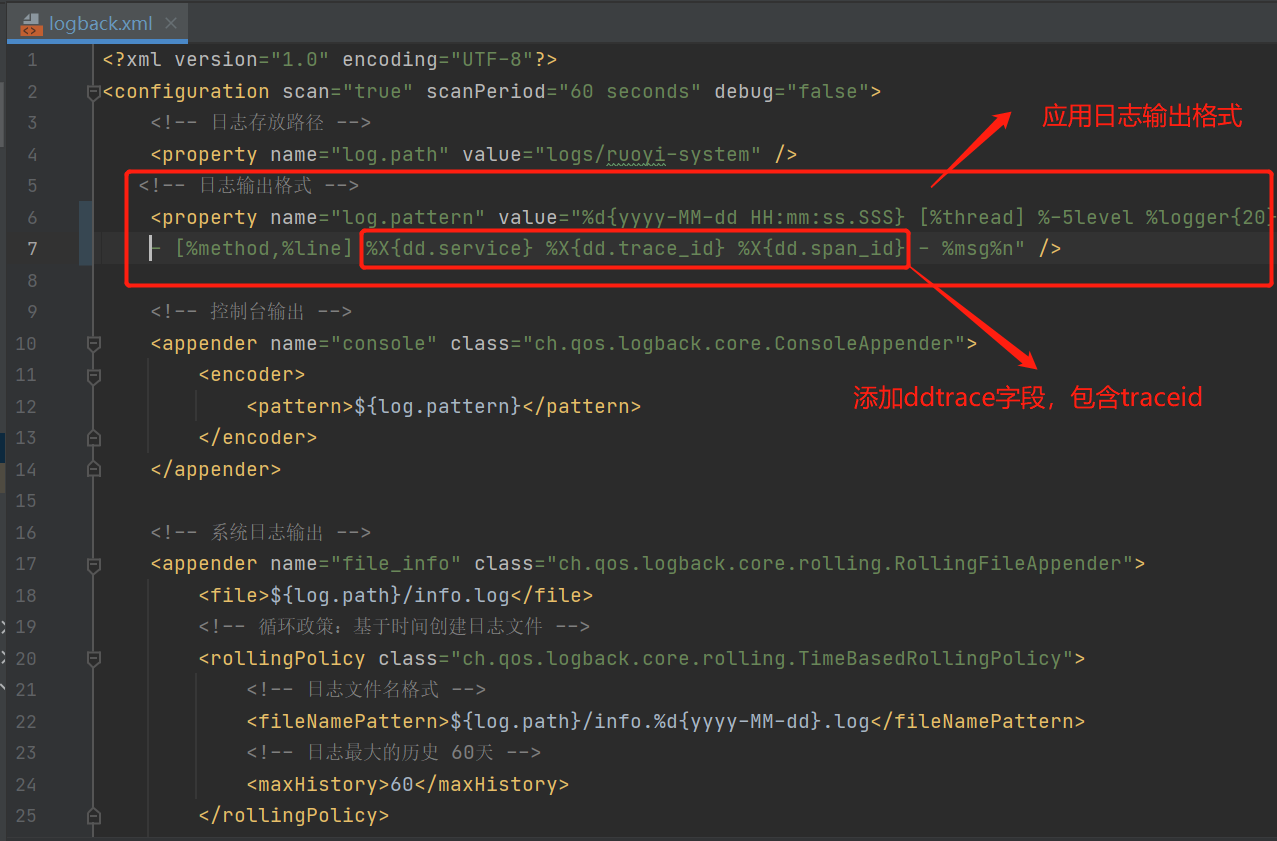 logback.xml
1 <?xml version="1.0" encoding="UTF-8"?>
2 <configuration scan="true" scanPeriod="60 seconds" debug="false">
应用日志输出格式
3 <!-- 日志存放路径 -->
4 <property name="log.path" value="logs/ruoyi-system" />
5 <!-- 日志输出格式 -->
6 <property name="log.pattern" value="%d{yyyy-MM-dd HH:mm:ss.SSS} [%thread] %-5level %logger{20}
7 - [%method,%line] %X{dd.service} %X{dd.trace_id} %X{dd.span_id} - %msg%n" />
8
9 <!-- 控制台输出 -->
10 <appender name="console" class="ch.qos.logback.core.ConsoleAppender">
11 <encoder>
添加ddtrace字段，包含traceid
12 <pattern>${log.pattern}</pattern>
13 </encoder>
14 </appender>
15
16 <!-- 系统日志输出 -->
17 <appender name="file_info" class="ch.qos.logback.core.rolling.RollingFileAppender">
18 <file>${log.path}/info.log</file>
19 <!-- 循环政策：基于时间创建日志文件 -->
20 <rollingPolicy class="ch.qos.logback.core.rolling.TimeBasedRollingPolicy">
21 <!-- 日志文件名格式 -->
22 <fileNamePattern>${log.path}/info.%d{yyyy-MM-dd}.log</fileNamePattern>
23 <!-- 日志最大的历史 60天 -->
24 <maxHistory>60</maxHistory>
25 </rollingPolicy>